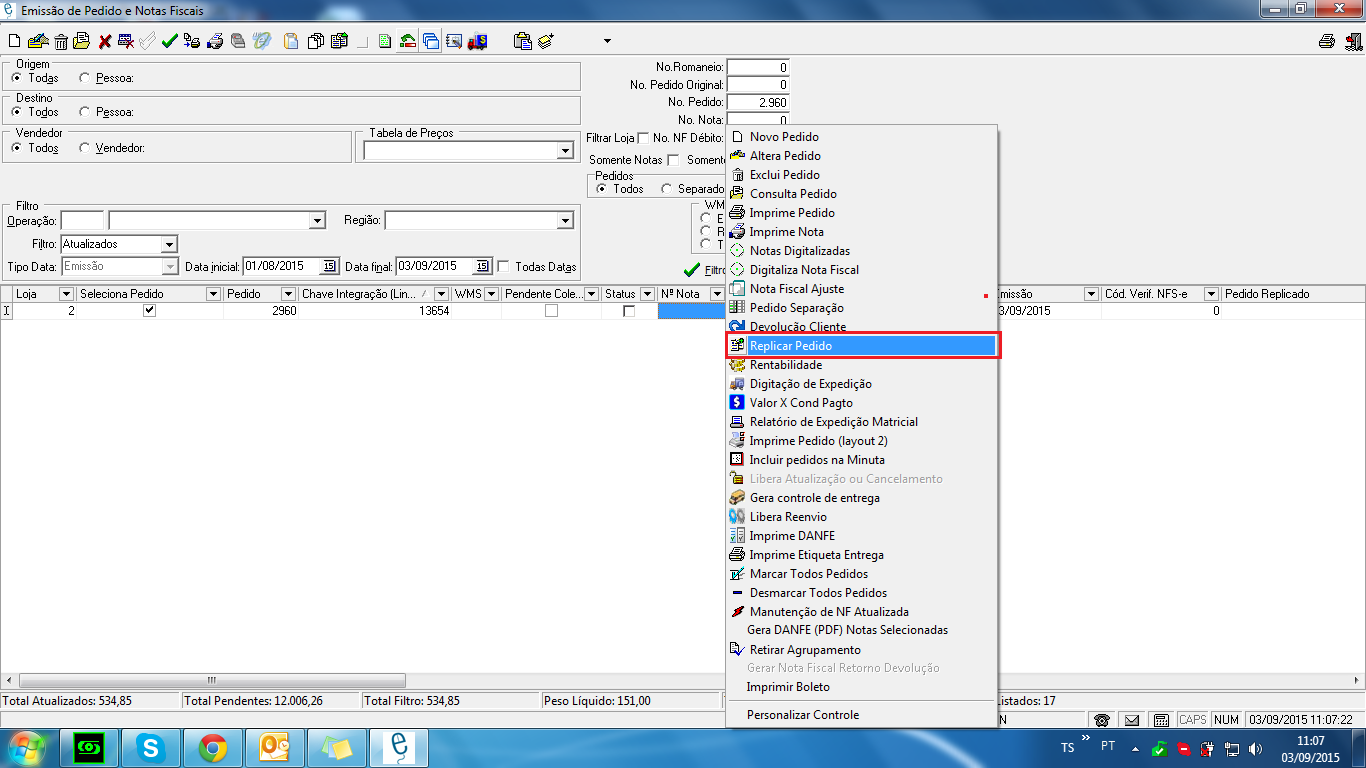 Emissão de Pedido e Notas Fiscais
Origem
Todas Pessoa:
Destino
Todos Pessoa:
Vendedor
Todos Vendedor:
Tabela de Preços
Filtro
Operação: Região:
Filtro: Atualizados
Tipo Data: Emissão Data inicial: 01/08/2015 15 Data final: 03/09/2015 15 Todas Datas
No.Romaneio: 0
No. Pedido Original: 0
No. Pedido: 2.960
No. Nota: 0
Filtrar Loja No. NF Débito:
Somente Notas Soment
Pedidos
Todos Separado
WM
E
R
T
Filtro
Loja Seleciona Pedido Pedido Chave Integração (Lin... WMS Pendente Cole... Status Nº Nota missão Cód. Verif. NFS-e Pedido Replicado
2 2960 13654 3/09/2015 0
Novo Pedido
Altera Pedido
Exclui Pedido
Consulta Pedido
Imprime Pedido
Imprime Nota
Notas Digitalizadas
Digitaliza Nota Fiscal
Nota Fiscal Ajuste
Pedido Separação
Devolução Cliente
Replicar Pedido
Rentabilidade
Digitação de Expedição
Valor X Cond Pagto
Relatório de Expedição Matricial
Imprime Pedido (layout 2)
Incluir pedidos na Minuta
Libera Atualização ou Cancelamento
Gera controle de entrega
Libera Reenvio
Imprime DANFE
Imprime Etiqueta Entrega
Marcar Todos Pedidos
Desmarcar Todos Pedidos
Manutenção de NF Atualizada
Gera DANFE (PDF) Notas Selecionadas
Retirar Agrupamento
Gerar Nota Fiscal Retorno Devolução
Imprimir Boleto
Personalizar Controle
Total Atualizados: 534,85 Total Pendentes: 12.006,26 Total Filtro: 534,85 Peso Líquido: 151,00 Listados: 17
N CAPS NUM 03/09/2015 11:07:22
TS PT 11:07
03/09/2015